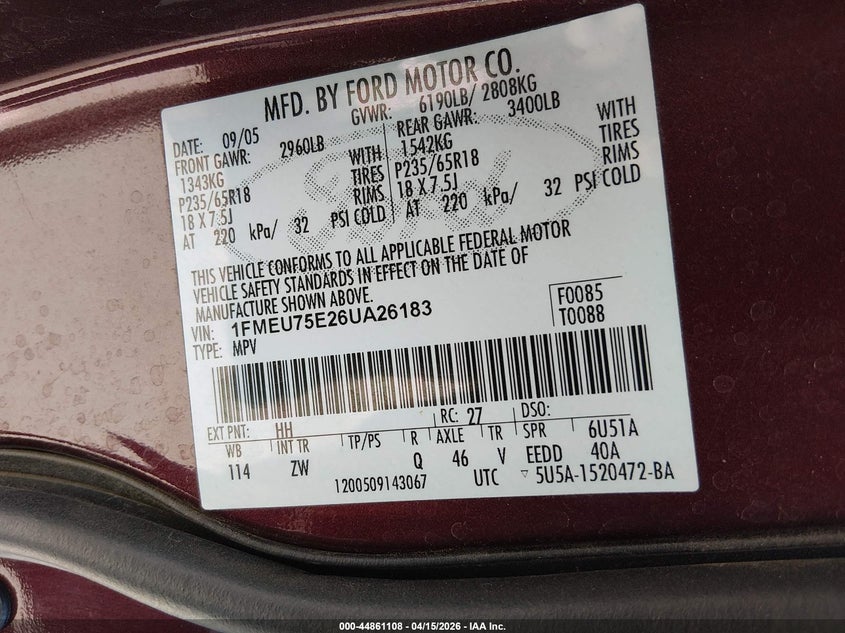 MFD. BY FORD MOTOR CO.
DATE: 09/05 GVWR: 6190LB/ 2808KG
FRONT GAWR: 2960LB REAR GAWR: 3400LB
1343KG WITH 1542KG WITH
P235/65R18 TIRES P235/65R18 TIRES
18 X 7.5J RIMS 18 X 7.5J RIMS
AT 220 kPa/ 32 PSI COLD AT 220 kPa/ 32 PSI COLD
THIS VEHICLE CONFORMS TO ALL APPLICABLE FEDERAL MOTOR
VEHICLE SAFETY STANDARDS IN EFFECT ON THE DATE OF
MANUFACTURE SHOWN ABOVE.
VIN: 1FMEU75E26UA26183 F0085
TYPE: MPV T0088
EXT PNT: HH RC: 27 DSO:
WB INT TR TP/PS R AXLE TR SPR 6U51A
114 ZW Q 46 V EEDD 40A
1200509143067 UTC ▽ 5U5A-1520472-BA
Ford
000-44861108 - 04/15/2026 - IAA Inc.